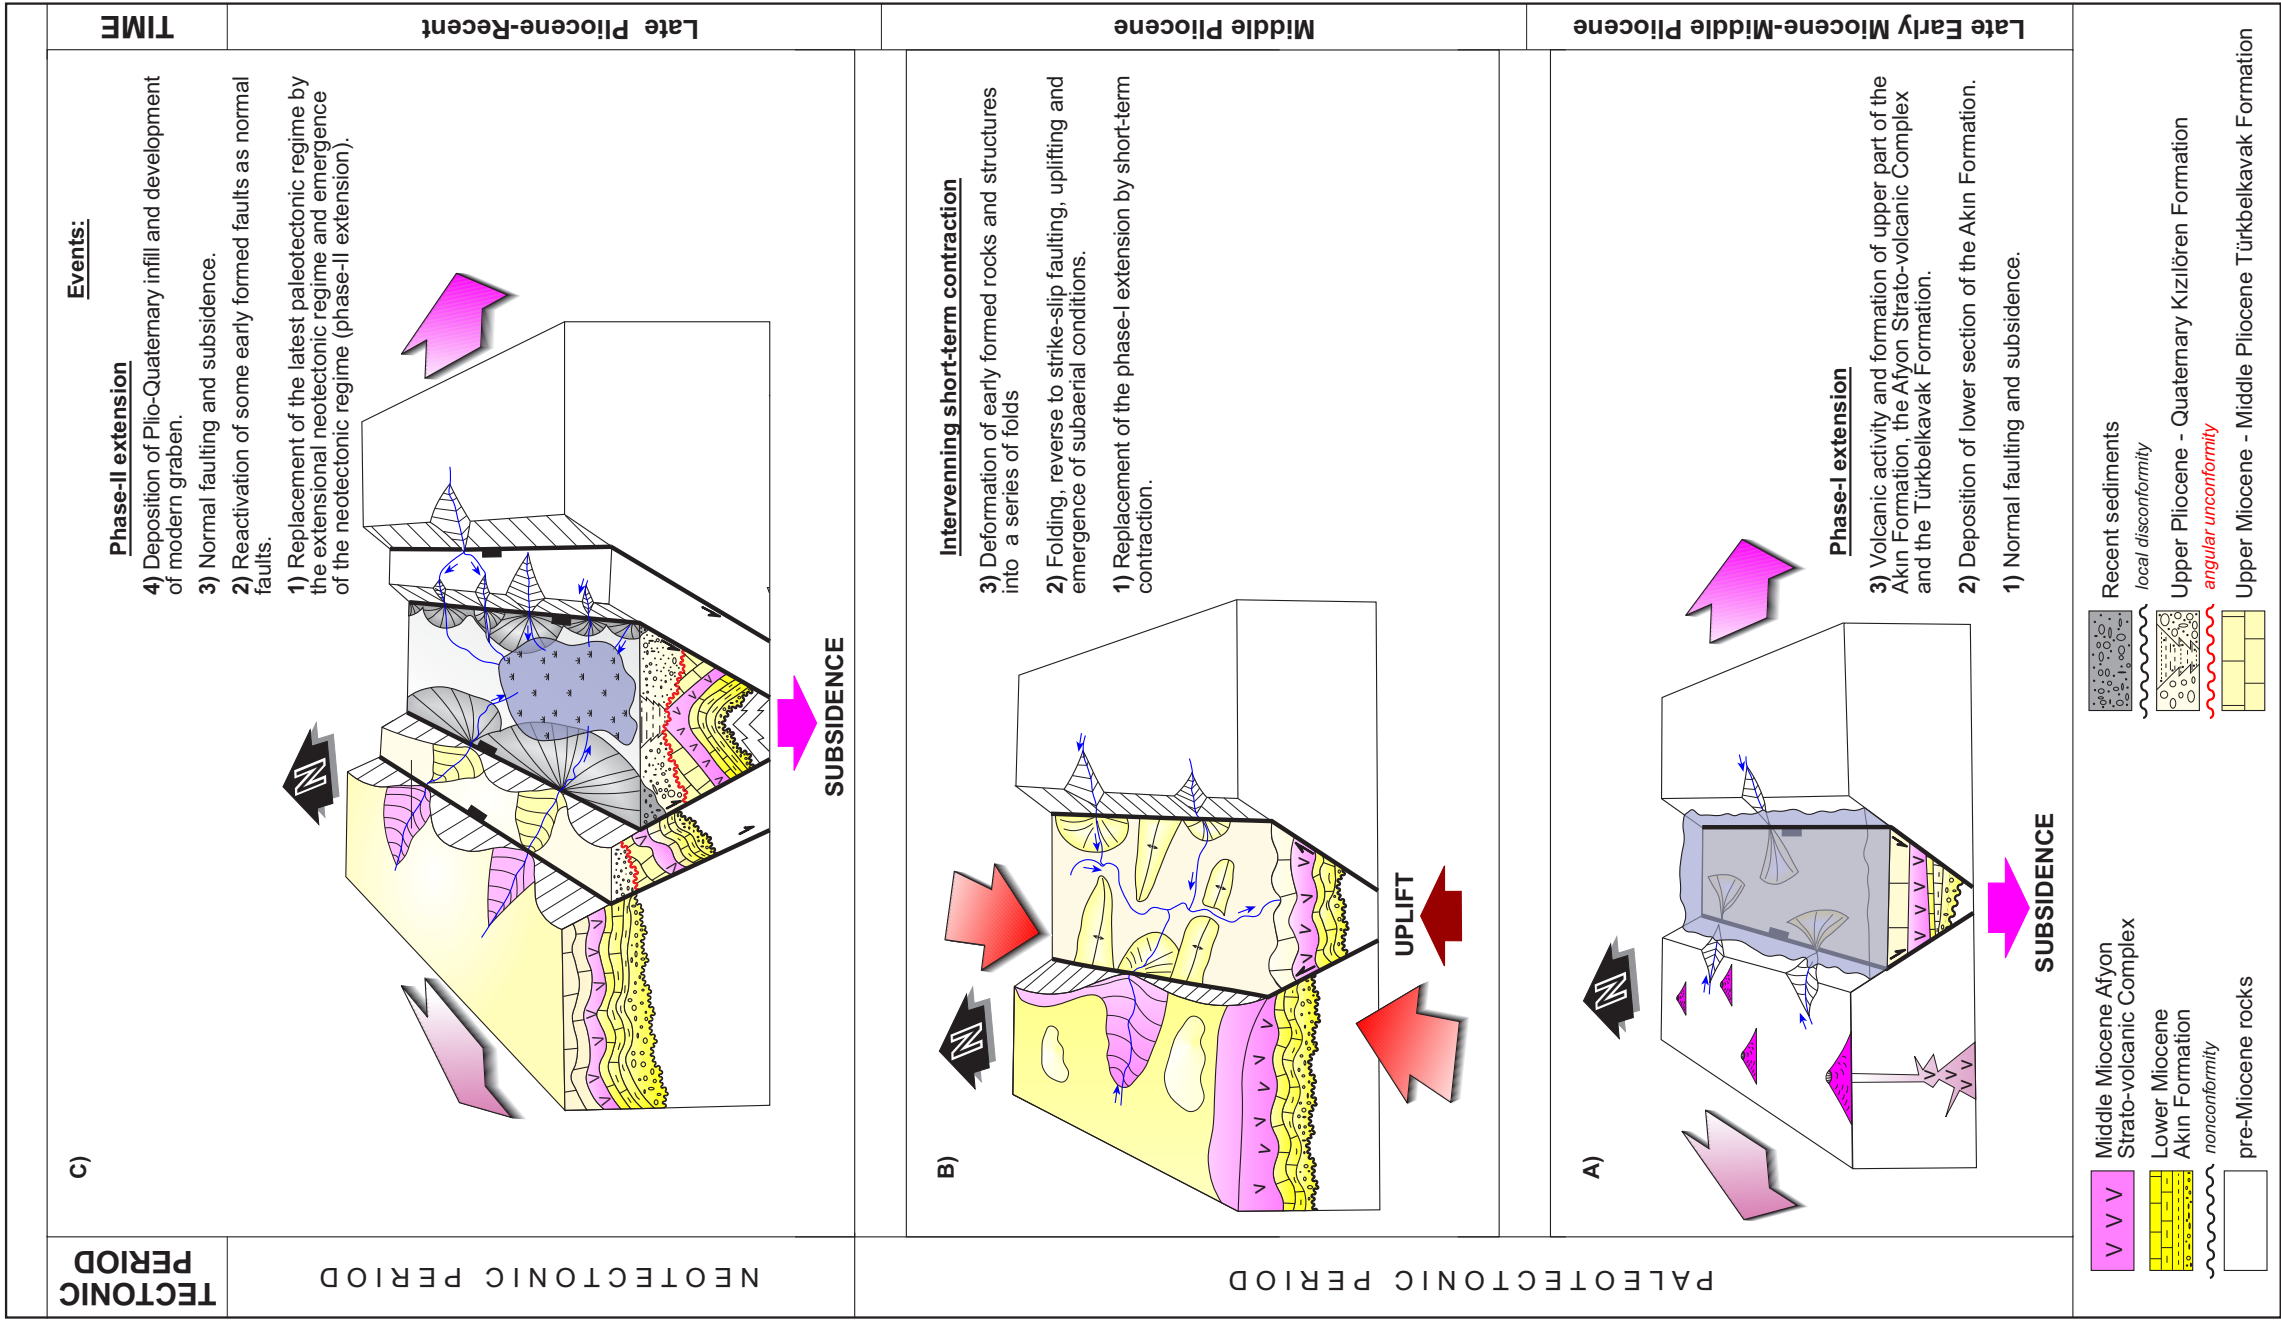 TECTONIC
PERIOD
TIME
NEOTECTONIC PERIOD
Late Pliocene-Recent
C)
Events:
Phase-II extension
4) Deposition of Plio-Quaternary infill and development
of modern graben.
3) Normal faulting and subsidence.
2) Reactivation of some early formed faults as normal
faults.
1) Replacement of the latest paleotectonic regime by
the extensional neotectonic regime and emergence
of the neotectonic regime (phase-II extension).
N
V V V V V V V V V
SUBSIDENCE
PALEOTECTONIC PERIOD
Middle Pliocene
B)
Intervenning short-term contraction
3) Deformation of early formed rocks and structures
into a series of folds
2) Folding, reverse to strike-slip faulting, uplifting and
emergence of subaerial conditions.
1) Replacement of the phase-I extension by short-term
contraction.
N
V V V V V V V V
UPLIFT
Late Early Miocene-Middle Pliocene
A)
Phase-I extension
3) Volcanic activity and formation of upper part of the
Akın Formation, the Afyon Strato-volcanic Complex
and the Türkbelkavak Formation.
2) Deposition of lower section of the Akın Formation.
1) Normal faulting and subsidence.
N
V V V
V V V V
SUBSIDENCE
V V V
Middle Miocene Afyon
Strato-volcanic Complex
Lower Miocene
Akın Formation
nonconformity
pre-Miocene rocks
Recent sediments
local disconformity
Upper Pliocene - Quaternary Kızılören Formation
angular unconformity
Upper Miocene - Middle Pliocene Türkbelkavak Formation